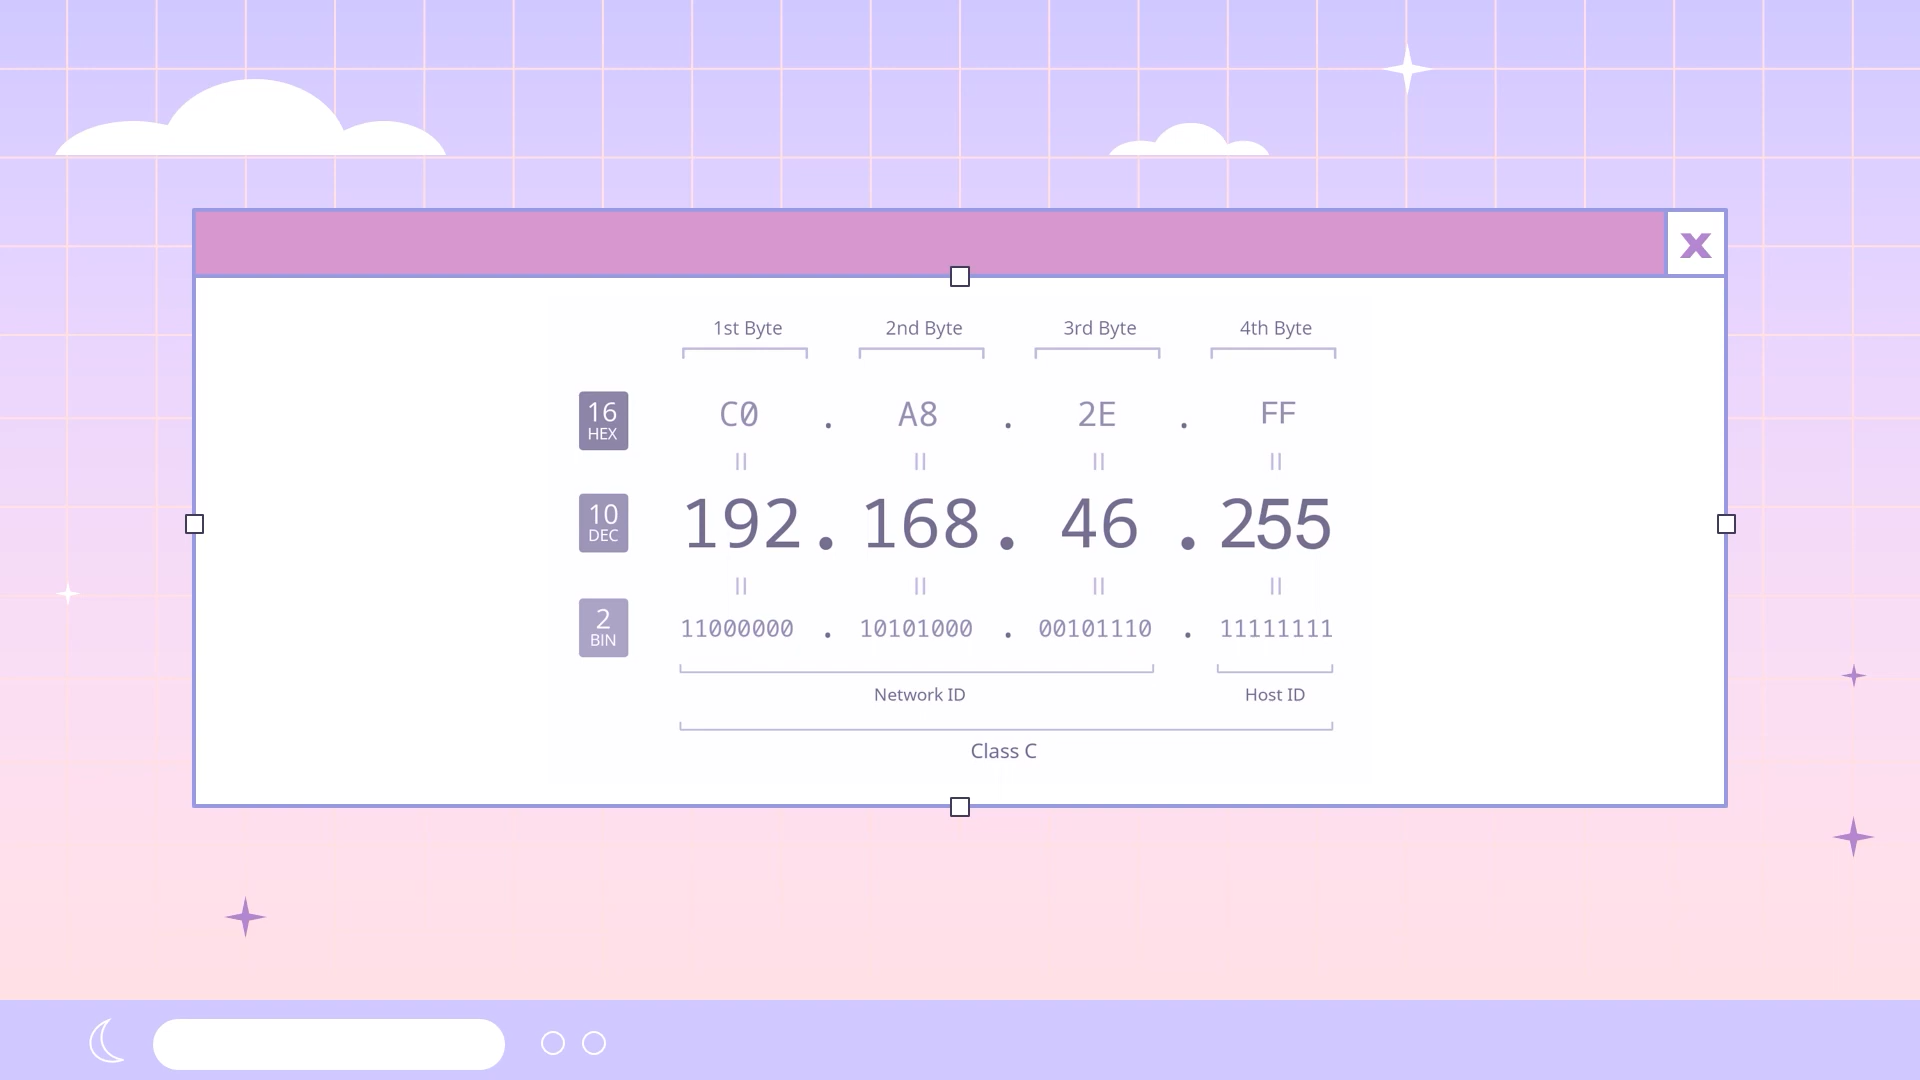 1st Byte 2nd Byte 3rd Byte 4th Byte
16 HEX C0 . A8 . 2E . FF
= = = =
10 DEC 192 . 168 . 46 . 255
= = = =
2 BIN 11000000 . 10101000 . 00101110 . 11111111
Network ID Host ID
Class C